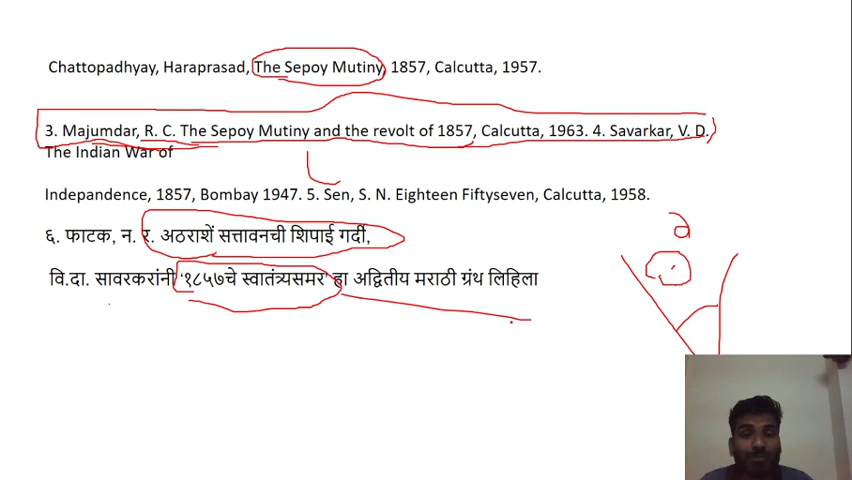 Chattopadhyay, Haraprasad, The Sepoy Mutiny, 1857, Calcutta, 1957.
3. Majumdar, R. C. The Sepoy Mutiny and the revolt of 1857, Calcutta, 1963. 4. Savarkar, V. D.
The Indian War of
Independance, 1857, Bombay 1947. 5. Sen, S. N. Eighteen Fiftyseven, Calcutta, 1958.
६. फाटक, न. र. अठराशें सत्तावनची शिपाई गर्दी,
वि.दा. सावरकरांनी ‘१८५७चे स्वातंत्र्यसमर’ हा अद्वितीय मराठी ग्रंथ लिहिला